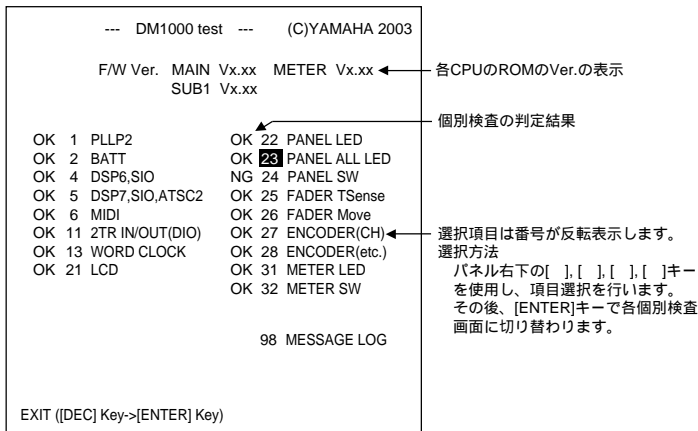 --- DM1000 test --- (C)YAMAHA 2003
F/W Ver. MAIN Vx.xx METER Vx.xx
SUB1 Vx.xx
各CPUのROMのVer.の表示
個別検査の判定結果
OK 1 PLLP2
OK 2 BATT
OK 4 DSP6,SIO
OK 5 DSP7,SIO,ATSC2
OK 6 MIDI
OK 11 2TR IN/OUT(DIO)
OK 13 WORD CLOCK
OK 21 LCD
OK 22 PANEL LED
OK 23 PANEL ALL LED
NG 24 PANEL SW
OK 25 FADER TSense
OK 26 FADER Move
OK 27 ENCODER(CH)
OK 28 ENCODER(etc.)
OK 31 METER LED
OK 32 METER SW
98 MESSAGE LOG
選択項目は番号が反転表示します。
選択方法
パネル右下の[ ], [ ], [ ], [ ]キー
を使用し、項目選択を行います。
その後、[ENTER]キーで各個別検査
画面に切り替わります。
EXIT ([DEC] Key->[ENTER] Key)